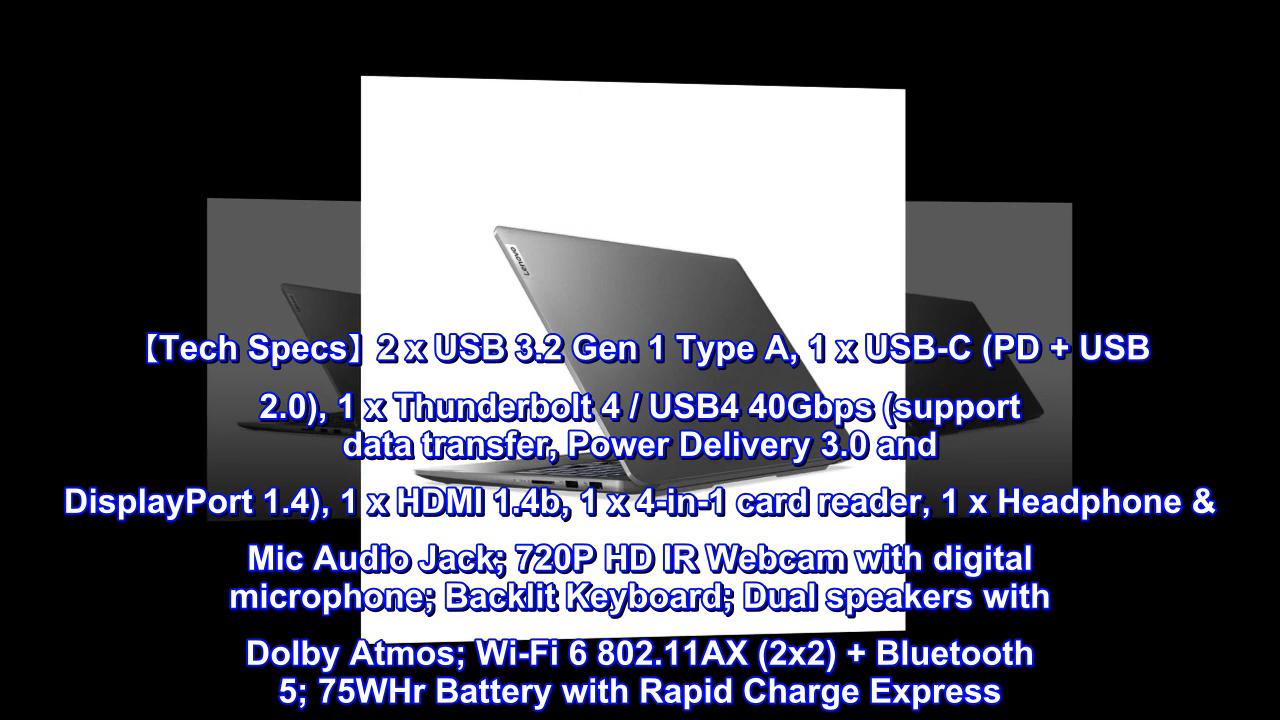 Lenovo
【Tech Specs】2 x USB 3.2 Gen 1 Type A, 1 x USB-C (PD + USB
2.0), 1 x Thunderbolt 4 / USB4 40Gbps (support
data transfer, Power Delivery 3.0 and
DisplayPort 1.4), 1 x HDMI 1.4b, 1 x 4-in-1 card reader, 1 x Headphone &
Mic Audio Jack; 720P HD IR Webcam with digital
microphone; Backlit Keyboard; Dual speakers with
Dolby Atmos; Wi-Fi 6 802.11AX (2x2) + Bluetooth
5; 75WHr Battery with Rapid Charge Express